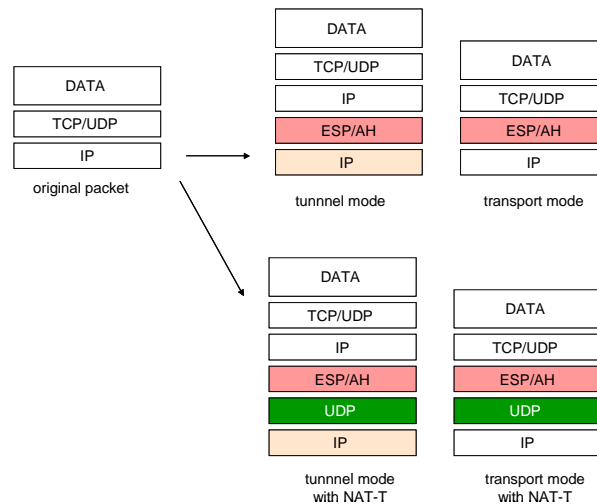 DATA
TCP/UDP
IP
original packet
DATA
TCP/UDP
IP
ESP/AH
IP
tunnnel mode
DATA
TCP/UDP
ESP/AH
IP
transport mode
DATA
TCP/UDP
IP
ESP/AH
UDP
IP
tunnnel mode
with NAT-T
DATA
TCP/UDP
ESP/AH
UDP
IP
transport mode
with NAT-T